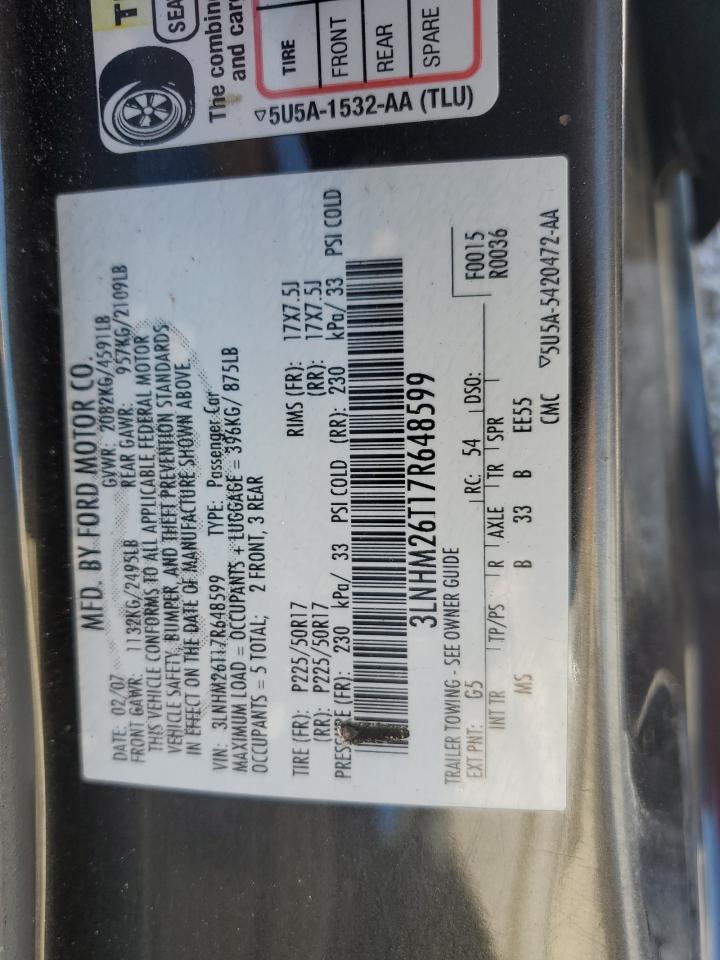 T
SEA
The combin
and carg
TIRE
FRONT
REAR
SPARE
▽5U5A-1532-AA (TLU)
MFD. BY FORD MOTOR CO.
DATE: 02/07 GVWR: 2082KG/4591LB
FRONT GAWR: 1132KG/2495LB REAR GAWR: 957KG/2109LB
THIS VEHICLE CONFORMS TO ALL APPLICABLE FEDERAL MOTOR
VEHICLE SAFETY, BUMPER, AND THEFT PREVENTION STANDARDS
IN EFFECT ON THE DATE OF MANUFACTURE SHOWN ABOVE.
VIN: 3LNHM26T17R648599 TYPE: Passenger Car
MAXIMUM LOAD = OCCUPANTS + LUGGAGE = 396KG/ 875LB
OCCUPANTS = 5 TOTAL; 2 FRONT, 3 REAR
TIRE (FR): P225/50R17 RIMS (FR): 17X7.5J
(RR): P225/50R17 (RR): 17X7.5J
(FR): 230 kPa/ 33 PSI COLD (RR): 230 kPa/ 33 PSI COLD
3LNHM26T17R648599
TRAILER TOWING - SEE OWNER GUIDE
EXT PNT: G5 RC: 54 DSO: F0015
R0036
INT TR TP/PS R AXLE TR SPR
MS B 33 B EE55
CMC ▽5U5A-5420472-AA